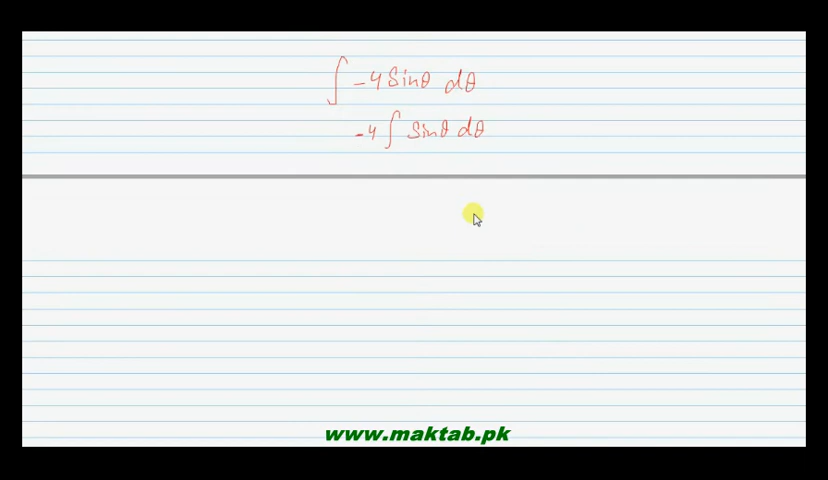 ∫ -4 Sinθ dθ
-4 ∫ Sinθ dθ
www.maktab.pk